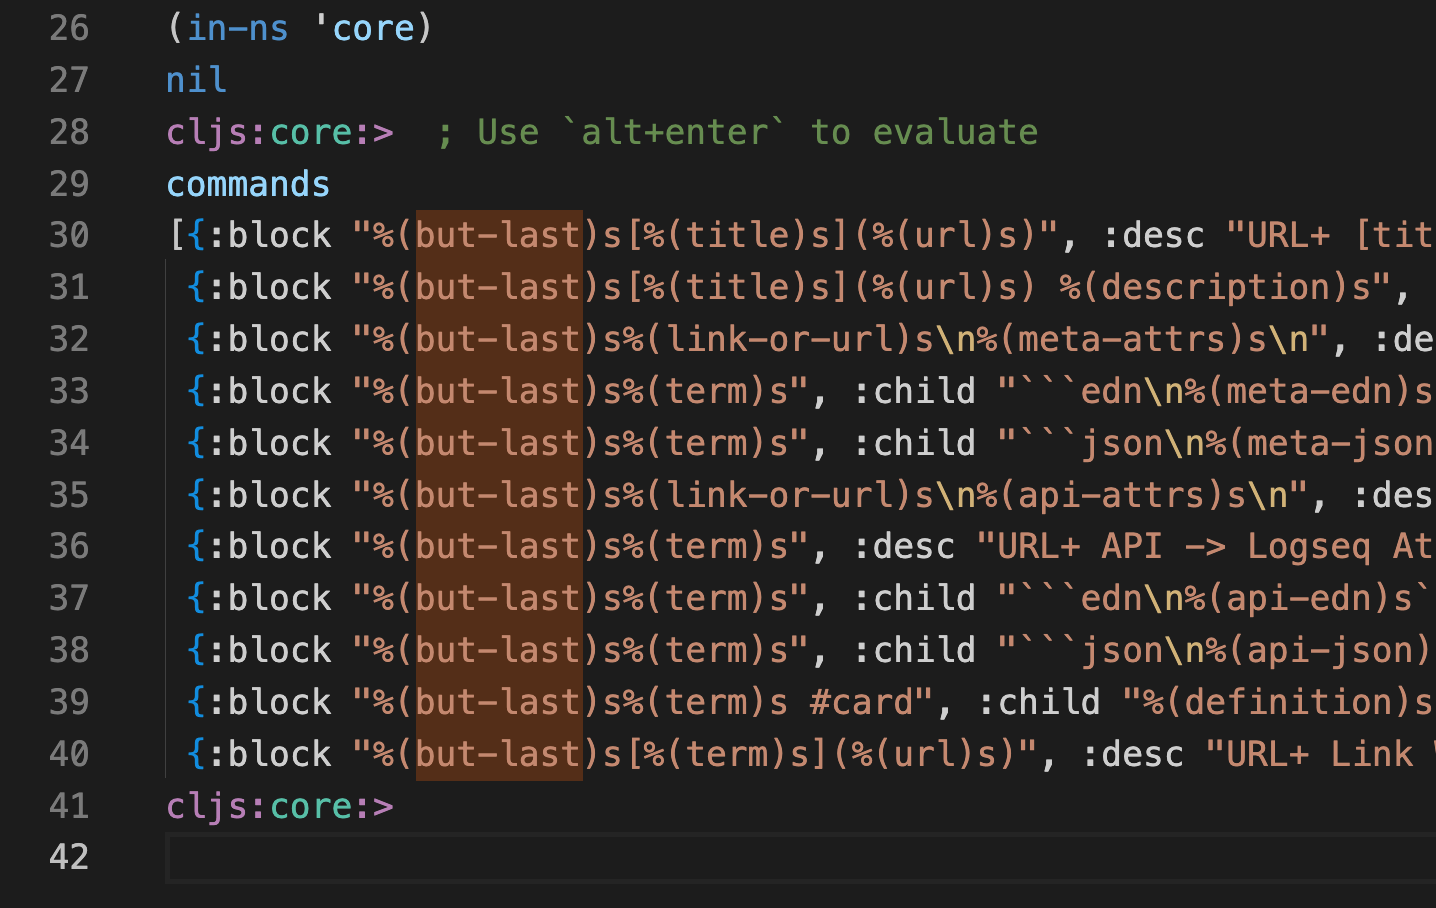 26 (in-ns 'core)
27 nil
28 cljs:core:> ; Use `alt+enter` to evaluate
29 commands
30 [{:block "%(but-last)s[%(title)s](%(url)s)", :desc "URL+ [tit
31 {:block "%(but-last)s[%(title)s](%(url)s) %(description)s",
32 {:block "%(but-last)s%(link-or-url)s\n%(meta-attrs)s\n", :de
33 {:block "%(but-last)s%(term)s", :child "```edn\n%(meta-edn)s
34 {:block "%(but-last)s%(term)s", :child "```json\n%(meta-json
35 {:block "%(but-last)s%(link-or-url)s\n%(api-attrs)s\n", :des
36 {:block "%(but-last)s%(term)s", :desc "URL+ API -> Logseq At
37 {:block "%(but-last)s%(term)s", :child "```edn\n%(api-edn)s`
38 {:block "%(but-last)s%(term)s", :child "```json\n%(api-json)
39 {:block "%(but-last)s%(term)s #card", :child "%(definition)s
40 {:block "%(but-last)s[%(term)s](%(url)s)", :desc "URL+ Link
41 cljs:core:>
42